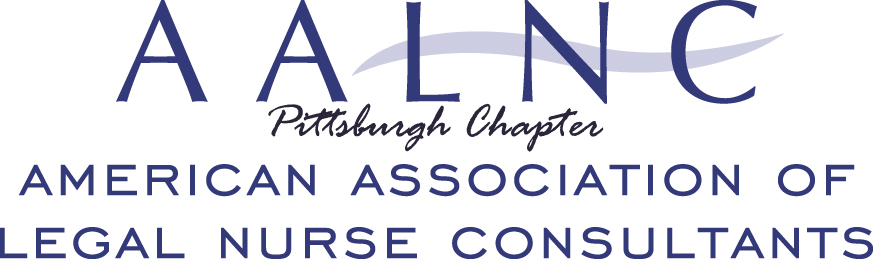 AALNC
Pittsburgh Chapter
AMERICAN ASSOCIATION OF
LEGAL NURSE CONSULTANTS